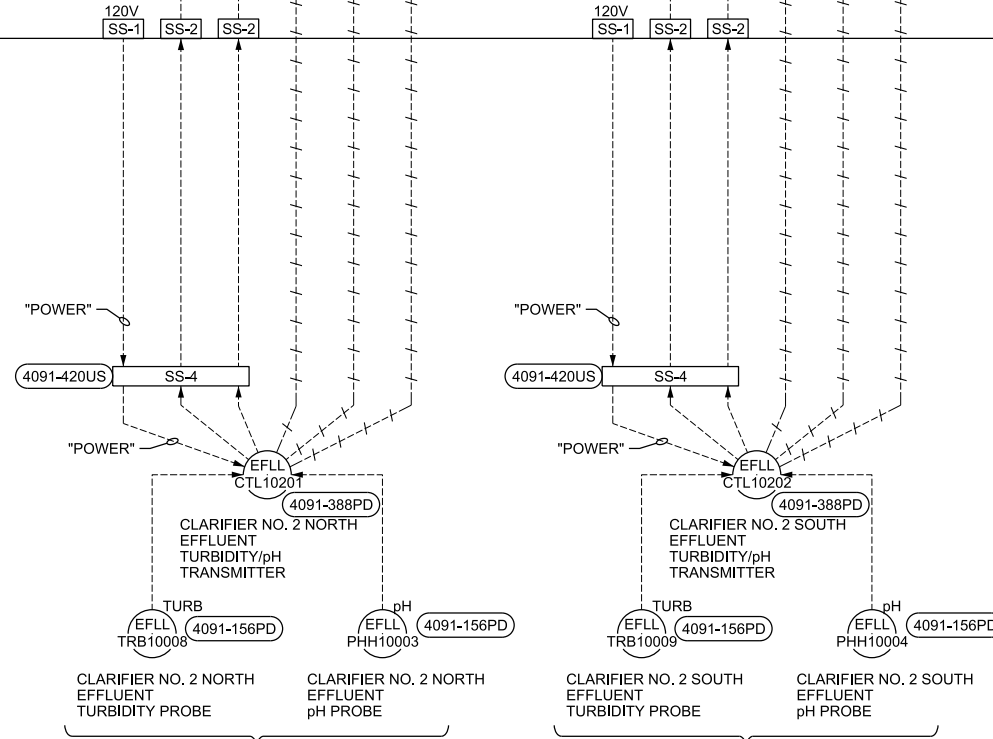 120V
SS-1 SS-2 SS-2
120V
SS-1 SS-2 SS-2
"POWER"
"POWER"
4091-420US SS-4
4091-420US SS-4
"POWER"
"POWER"
EFLL
CTL10201
4091-388PD
CLARIFIER NO. 2 NORTH
EFFLUENT
TURBIDITY/pH
TRANSMITTER
EFLL
CTL10202
4091-388PD
CLARIFIER NO. 2 SOUTH
EFFLUENT
TURBIDITY/pH
TRANSMITTER
TURB
EFLL
TRB10008
4091-156PD
CLARIFIER NO. 2 NORTH
EFFLUENT
TURBIDITY PROBE
pH
EFLL
PHH10003
4091-156PD
CLARIFIER NO. 2 NORTH
EFFLUENT
pH PROBE
TURB
EFLL
TRB10009
4091-156PD
CLARIFIER NO. 2 SOUTH
EFFLUENT
TURBIDITY PROBE
pH
EFLL
PHH10004
4091-156PD
CLARIFIER NO. 2 SOUTH
EFFLUENT
pH PROBE